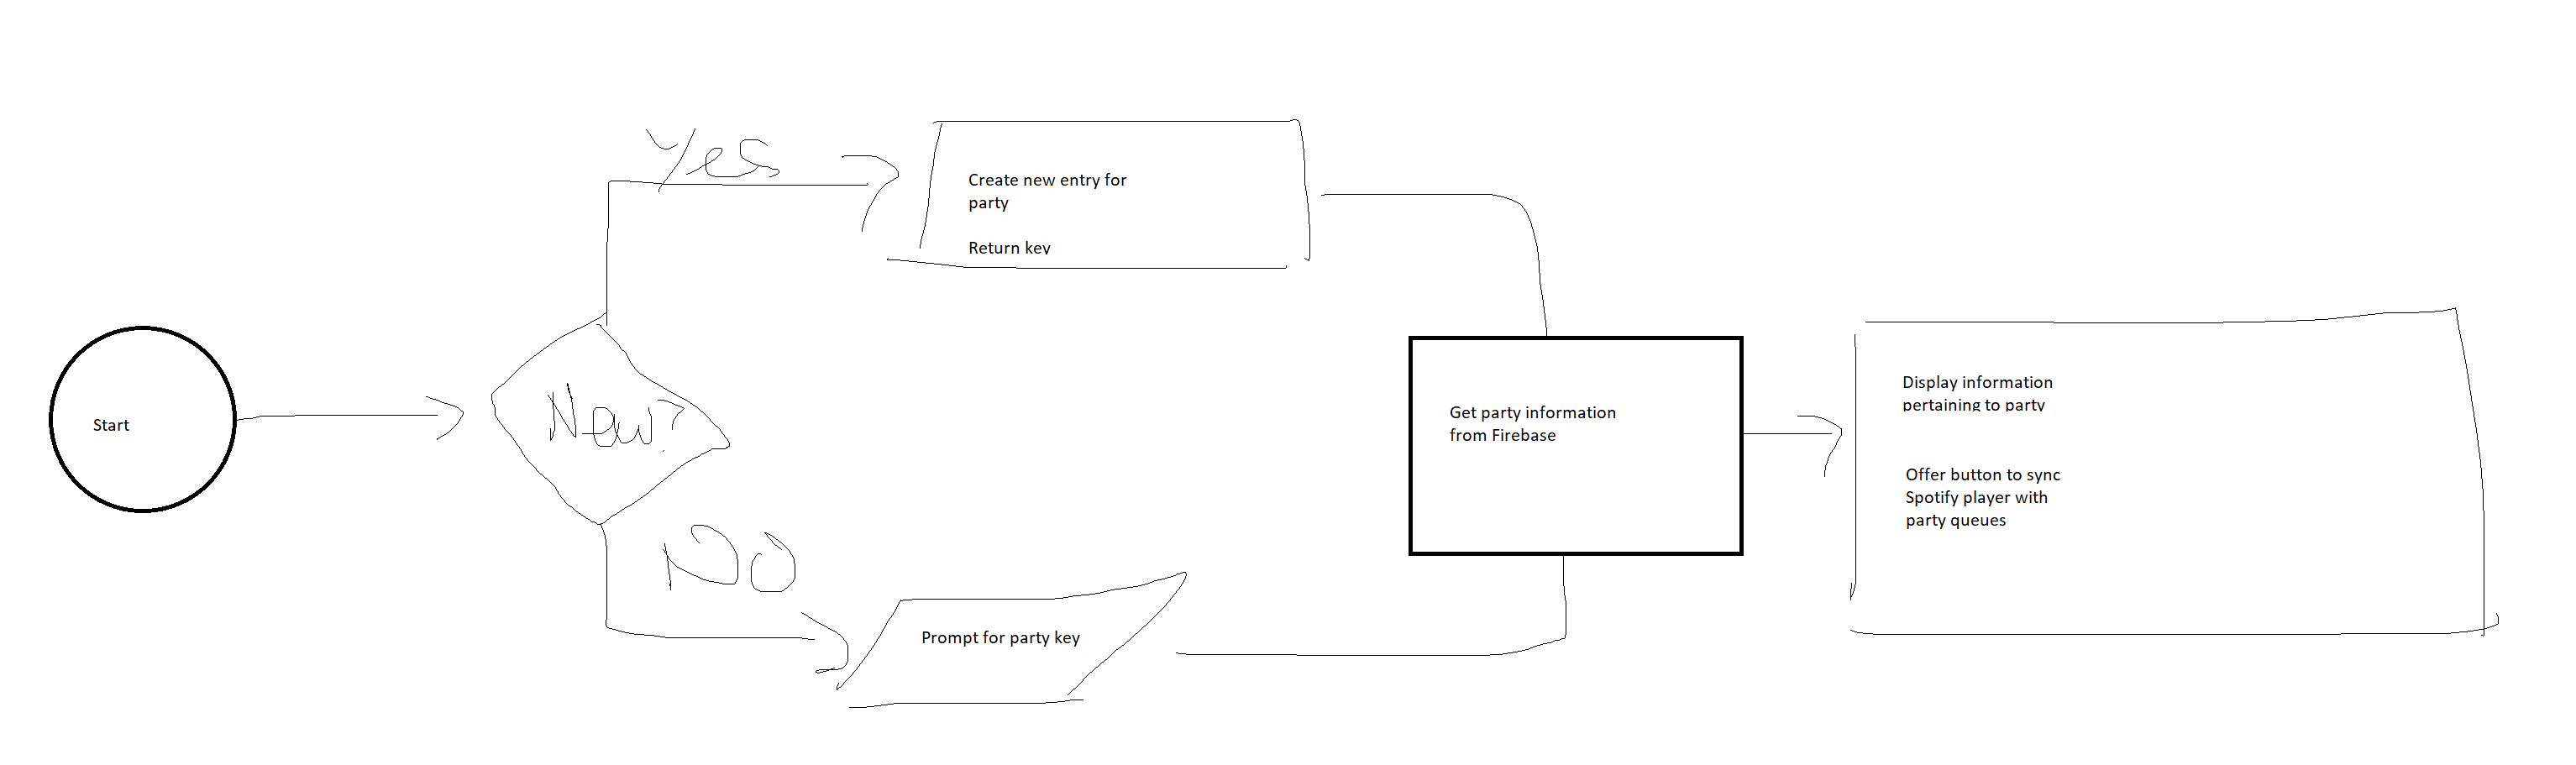 Yes
Create new entry for
party
Return key
Start
New?
Get party information
from Firebase
Display information
pertaining to party
Offer button to sync
Spotify player with
party queues
No
Prompt for party key